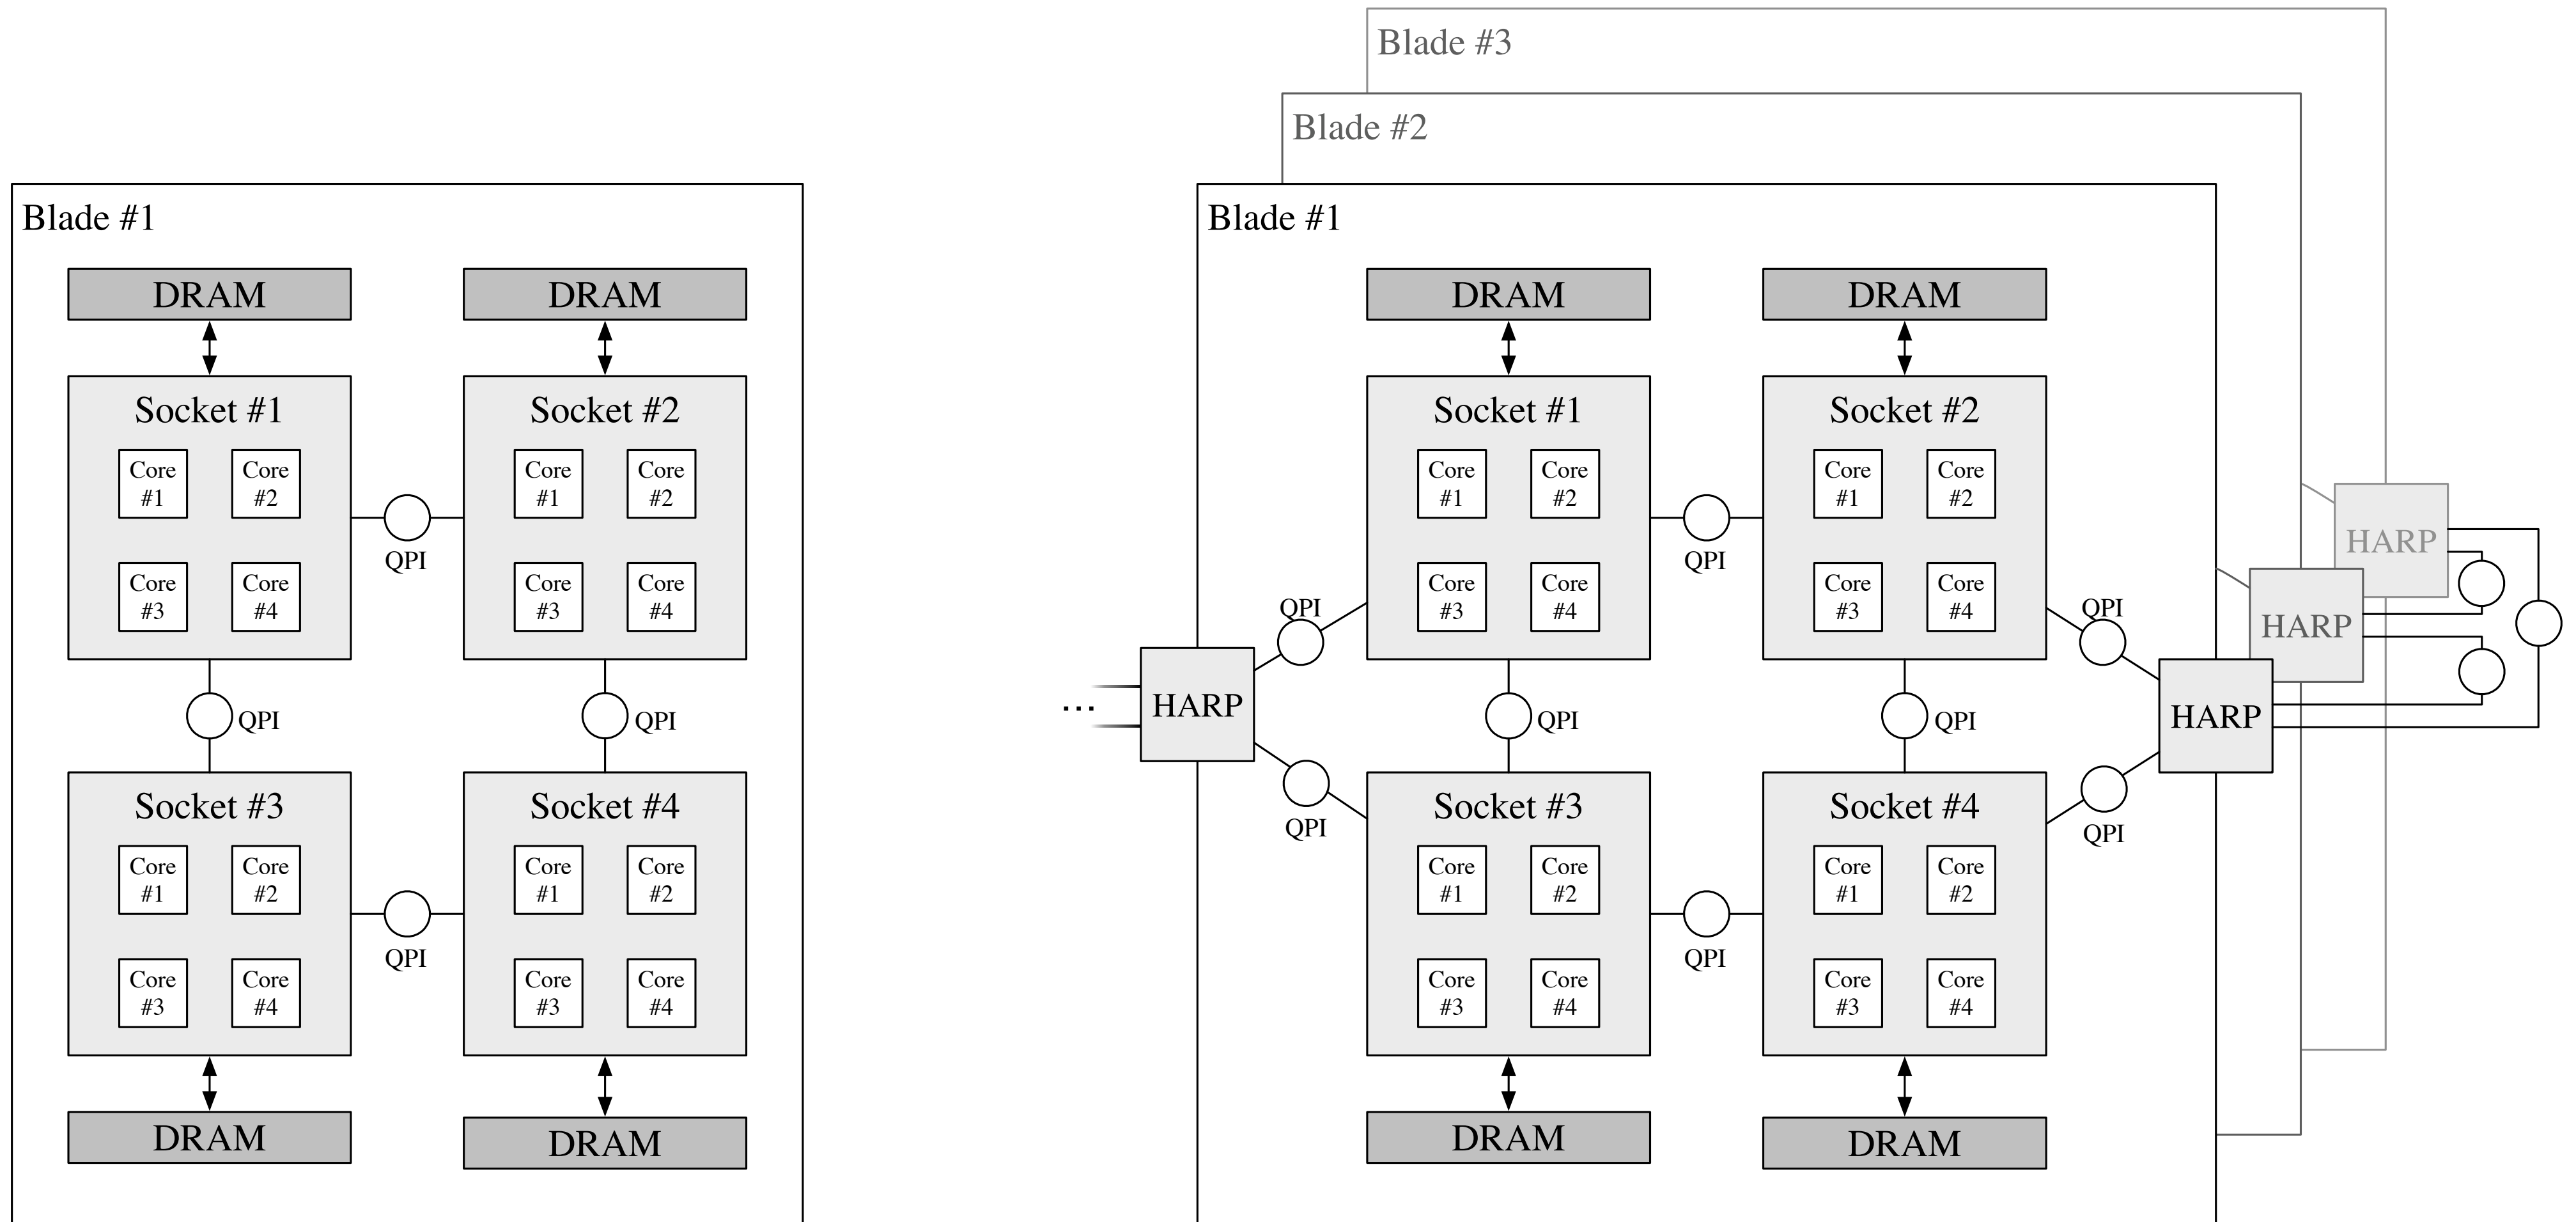 Blade #1
DRAM
DRAM
Socket #1
Core
#1
Core
#2
Core
#3
Core
#4
Socket #2
Core
#1
Core
#2
Core
#3
Core
#4
QPI
QPI
QPI
Socket #3
Core
#1
Core
#2
Core
#3
Core
#4
Socket #4
Core
#1
Core
#2
Core
#3
Core
#4
QPI
DRAM
DRAM
Blade #3
Blade #2
Blade #1
DRAM
DRAM
Socket #1
Core
#1
Core
#2
Core
#3
Core
#4
Socket #2
Core
#1
Core
#2
Core
#3
Core
#4
QPI
QPI
QPI
HARP
HARP
...
HARP
HARP
QPI
QPI
QPI
QPI
Socket #3
Core
#1
Core
#2
Core
#3
Core
#4
Socket #4
Core
#1
Core
#2
Core
#3
Core
#4
QPI
DRAM
DRAM